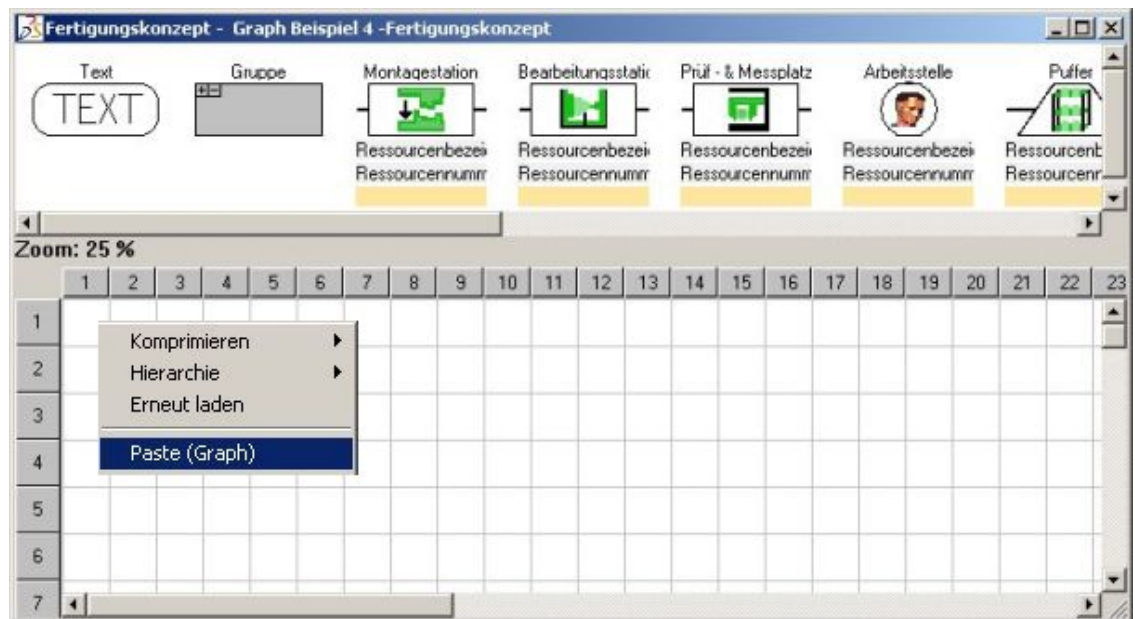 Fertigungskonzept - Graph Beispiel 4 -Fertigungskonzept
Text Gruppe Montagestation Bearbeitungsstatic Prüf - & Messplatz Arbeitsstelle Puffer
TEXT
Ressourcenbezei Ressourcenbezei Ressourcenbezei Ressourcenbezei Ressourcenb
Ressourcennumm Ressourcennumm Ressourcennumm Ressourcennumm Ressourcenr
Zoom: 25 %
1 2 3 4 5 6 7 8 9 10 11 12 13 14 15 16 17 18 19 20 21 22 23
1
Komprimieren
2
Hierarchie
Erneut laden
3
Paste (Graph)
4
5
6
7